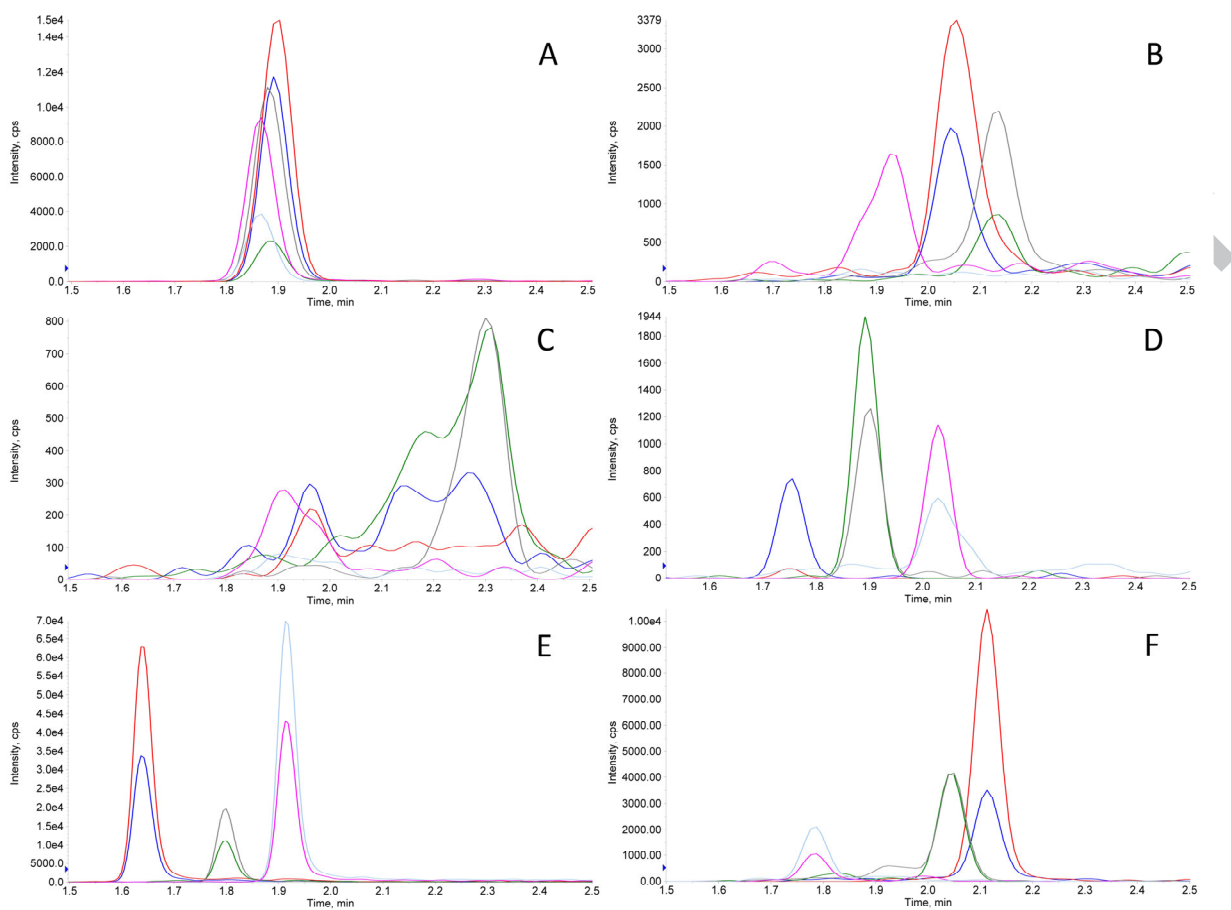 1.5e4
1.2e4
1.0e4
8000.0
6000.0
4000.0
2000.0
0.0
Intensity, cps
A
1.5 1.6 1.7 1.8 1.9 2.0 2.1 2.2 2.3 2.4 2.5
Time, min
3379
3000
2500
2000
1500
1000
500
0
Intensity, cps
B
1.5 1.6 1.7 1.8 1.9 2.0 2.1 2.2 2.3 2.4 2.5
Time, min
800
700
600
500
400
300
200
100
0
Intensity, cps
C
1.5 1.6 1.7 1.8 1.9 2.0 2.1 2.2 2.3 2.4 2.5
Time, min
1944
1800
1600
1400
1200
1000
800
600
400
200
0
Intensity, cps
D
1.5 1.6 1.7 1.8 1.9 2.0 2.1 2.2 2.3 2.4 2.5
Time, min
7.0e4
6.5e4
6.0e4
5.5e4
5.0e4
4.5e4
4.0e4
3.5e4
3.0e4
2.5e4
2.0e4
1.5e4
1.0e4
5000.0
0.0
Intensity, cps
E
1.5 1.6 1.7 1.8 1.9 2.0 2.1 2.2 2.3 2.4 2.5
Time, min
1.00e4
9000.00
8000.00
7000.00
6000.00
5000.00
4000.00
3000.00
2000.00
1000.00
0.00
Intensity, cps
F
1.5 1.6 1.7 1.8 1.9 2.0 2.1 2.2 2.3 2.4 2.5
Time, min